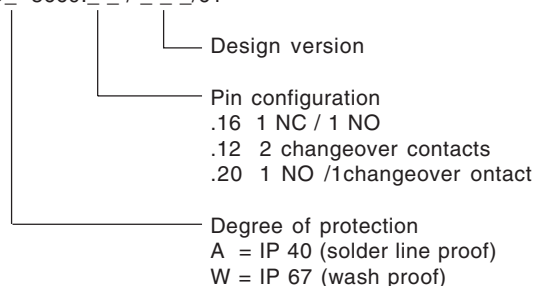 Design version
Pin configuration
.16 1 NC / 1 NO
.12 2 changeover contacts
.20 1 NO /1changeover ontact
Degree of protection
A = IP 40 (solder line proof)
W = IP 67 (wash proof)